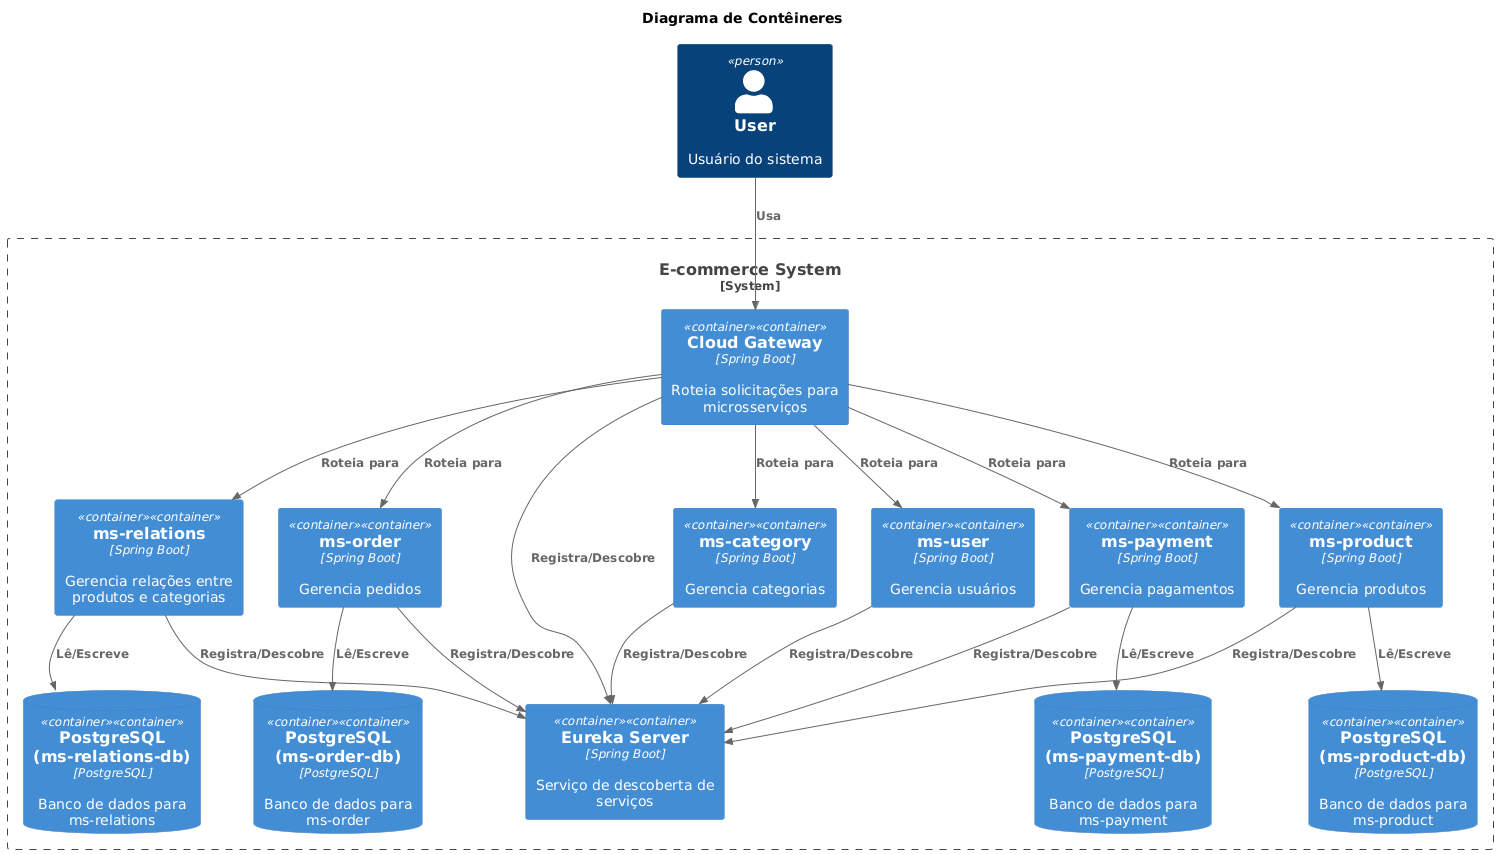 Diagrama de Contêineres
«person»
User
Usuário do sistema
Usa
E-commerce System
[System]
«container»«container»
Cloud Gateway
[Spring Boot]
Roteia solicitações para
microsserviços
Roteia para
Roteia para
Roteia para
Roteia para
Roteia para
Roteia para
«container»«container»
ms-relations
[Spring Boot]
Gerencia relações entre
produtos e categorias
«container»«container»
ms-order
[Spring Boot]
Gerencia pedidos
Registra/Descobre
«container»«container»
ms-category
[Spring Boot]
Gerencia categorias
«container»«container»
ms-user
[Spring Boot]
Gerencia usuários
«container»«container»
ms-payment
[Spring Boot]
Gerencia pagamentos
«container»«container»
ms-product
[Spring Boot]
Gerencia produtos
Lê/Escreve
Registra/Descobre
Lê/Escreve
Registra/Descobre
Registra/Descobre
Registra/Descobre
Registra/Descobre
Lê/Escreve
Registra/Descobre
Lê/Escreve
«container»«container»
PostgreSQL
(ms-relations-db)
[PostgreSQL]
Banco de dados para
ms-relations
«container»«container»
PostgreSQL
(ms-order-db)
[PostgreSQL]
Banco de dados para
ms-order
«container»«container»
Eureka Server
[Spring Boot]
Serviço de descoberta de
serviços
«container»«container»
PostgreSQL
(ms-payment-db)
[PostgreSQL]
Banco de dados para
ms-payment
«container»«container»
PostgreSQL
(ms-product-db)
[PostgreSQL]
Banco de dados para
ms-product